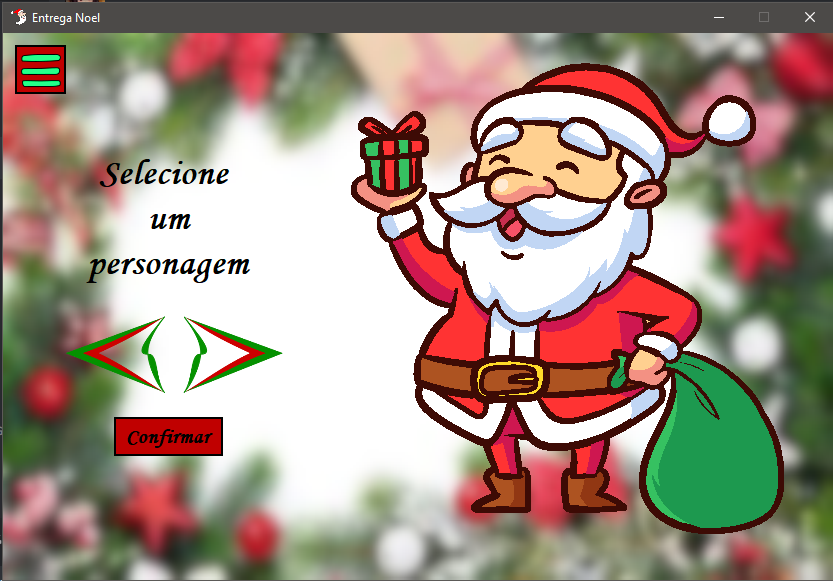 Entrega Noel
Selecione
um
personagem
Confirmar